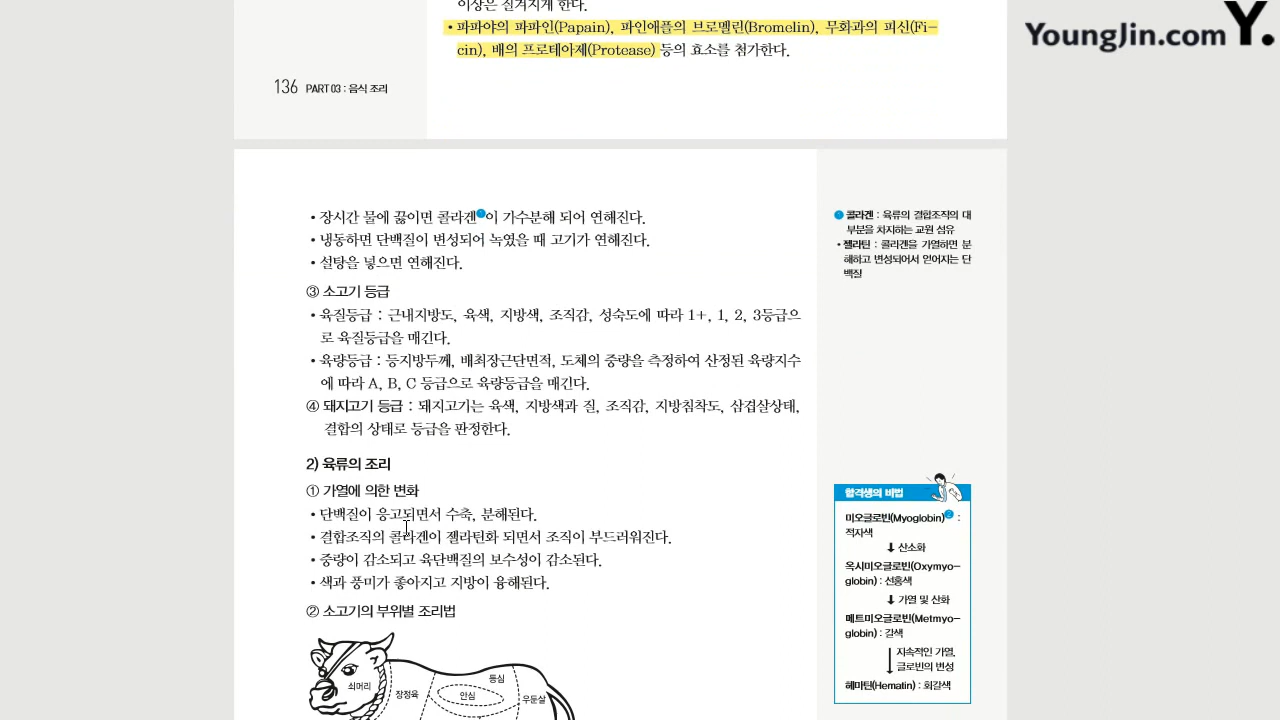 이상은 질겨지게 한다.
• 파파야의 파파인(Papain), 파인애플의 브로멜린(Bromelin), 무화과의 피신(Fi-
cin), 배의 프로테아제(Protease) 등의 효소를 첨가한다.
YoungJin.com Y.
136 PART 03 : 음식 조리
• 장시간 물에 끓이면 콜라겐❶이 가수분해 되어 연해진다.
• 냉동하면 단백질이 변성되어 녹였을 때 고기가 연해진다.
• 설탕을 넣으면 연해진다.
③ 소고기 등급
• 육질등급 : 근내지방도, 육색, 지방색, 조직감, 성숙도에 따라 1+, 1, 2, 3등급으
로 육질등급을 매긴다.
• 육량등급 : 등지방두께, 배최장근단면적, 도체의 중량을 측정하여 산정된 육량지수
에 따라 A, B, C 등급으로 육량등급을 매긴다.
④ 돼지고기 등급 : 돼지고기는 육색, 지방색과 질, 조직감, 지방침착도, 삼겹살상태,
결합의 상태로 등급을 판정한다.
2) 육류의 조리
① 가열에 의한 변화
• 단백질이 응고되면서 수축, 분해된다.
• 결합조직의 콜라겐이 젤라틴화 되면서 조직이 부드러워진다.
• 중량이 감소되고 육단백질의 보수성이 감소된다.
• 색과 풍미가 좋아지고 지방이 융해된다.
② 소고기의 부위별 조리법
쇠머리
장정육
등심
안심
우둔살
❶ 콜라겐 : 육류의 결합조직의 대
부분을 차지하는 교원 섬유
• 젤라틴 : 콜라겐을 가열하면 분
해하고 변성되어서 얻어지는 단
백질
합격생의 비법
미오글로빈(Myoglobin)❷ :
적자색
↓ 산소화
옥시미오글로빈(Oxymyo-
globin) : 선홍색
↓ 가열 및 산화
메트미오글로빈(Metmyo-
globin) : 갈색
↓ 지속적인 가열,
글로빈의 변성
헤마틴(Hematin) : 회갈색